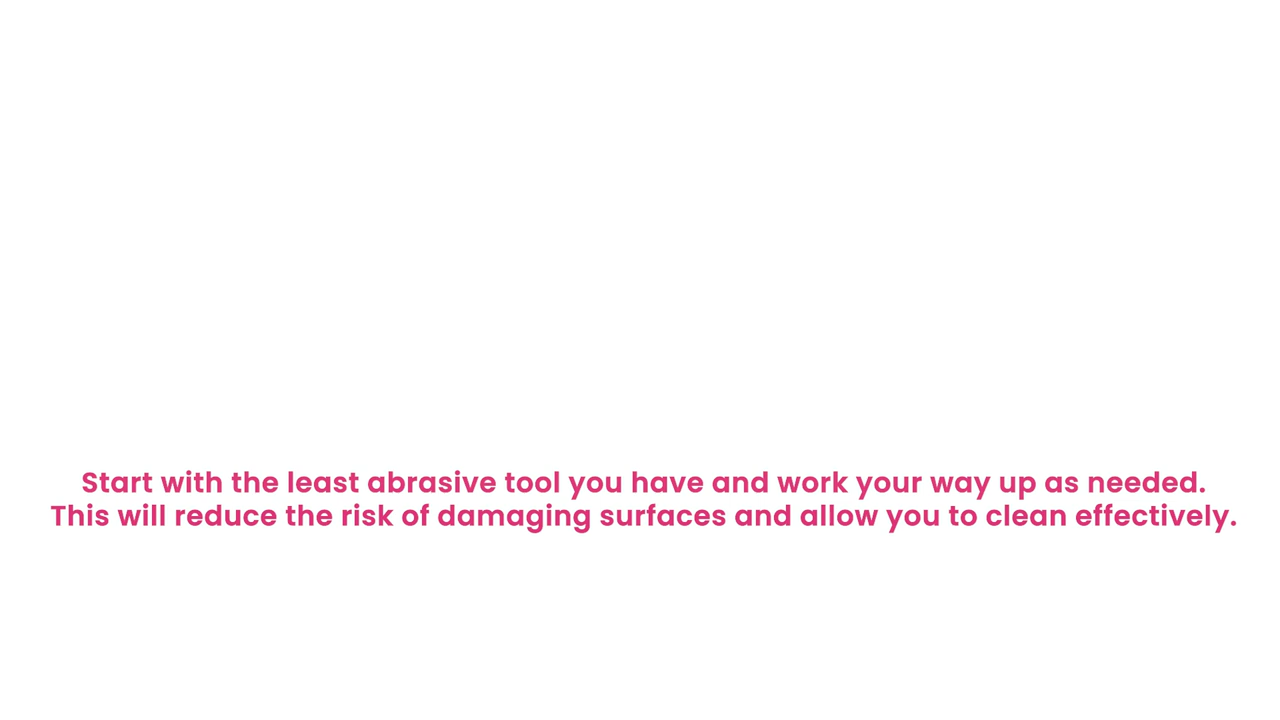 Start with the least abrasive tool you have and work your way up as needed.
This will reduce the risk of damaging surfaces and allow you to clean effectively.